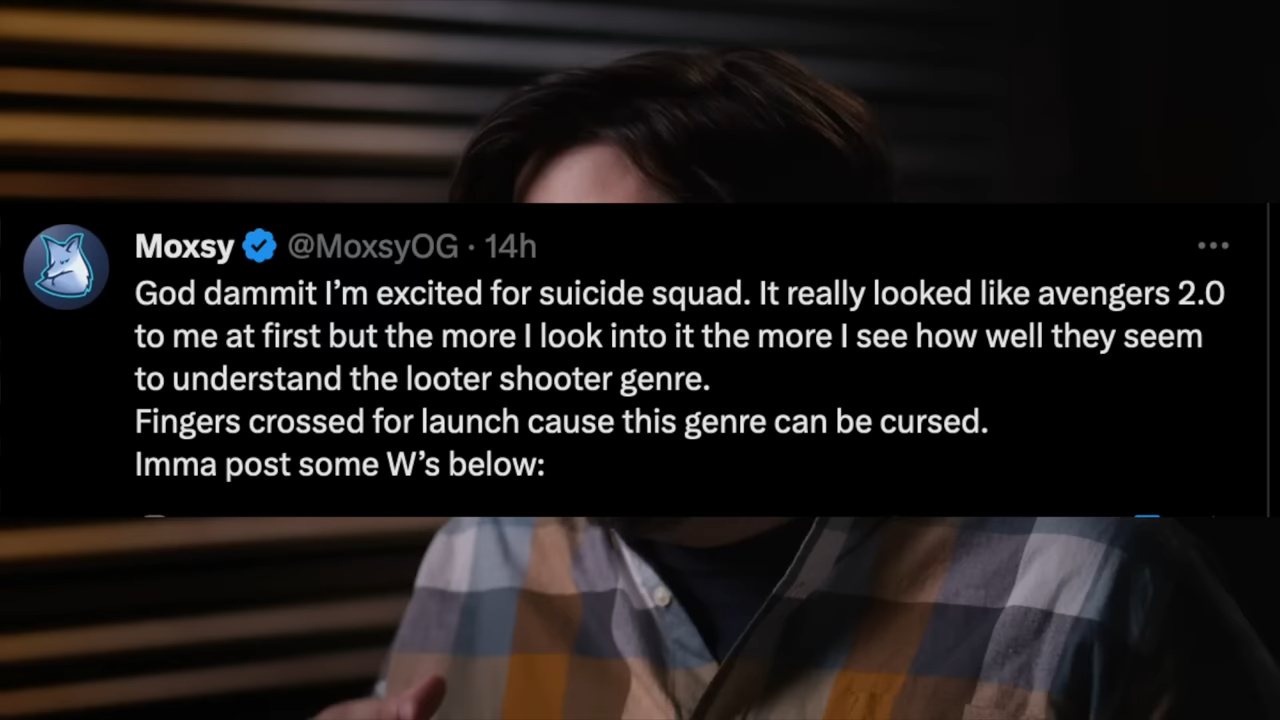 Moxsy @MoxsyOG · 14h
God dammit I’m excited for suicide squad. It really looked like avengers 2.0
to me at first but the more I look into it the more I see how well they seem
to understand the looter shooter genre.
Fingers crossed for launch cause this genre can be cursed.
Imma post some W’s below: